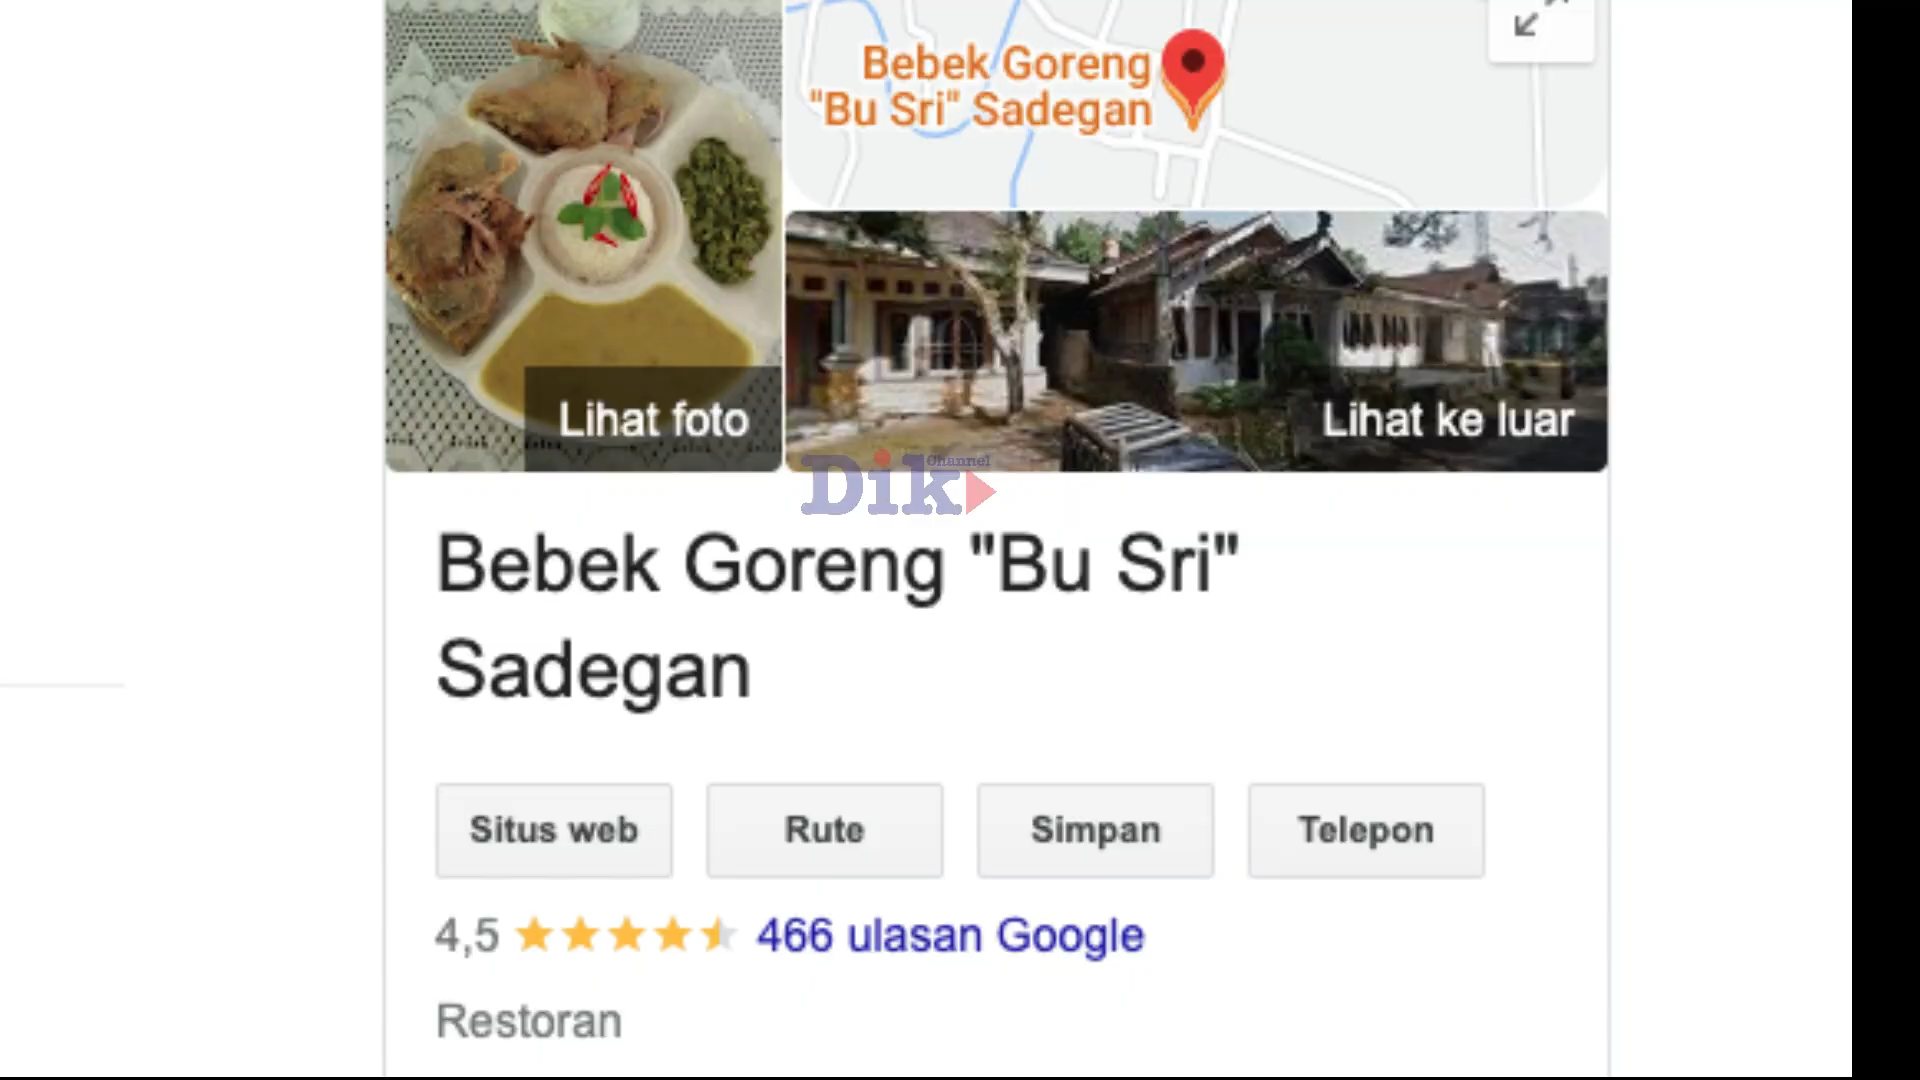 Bebek Goreng
"Bu Sri" Sadegan
Lihat foto
Lihat ke luar
Dik Channel
Bebek Goreng "Bu Sri"
Sadegan
Situs web
Rute
Simpan
Telepon
4,5
466 ulasan Google
Restoran